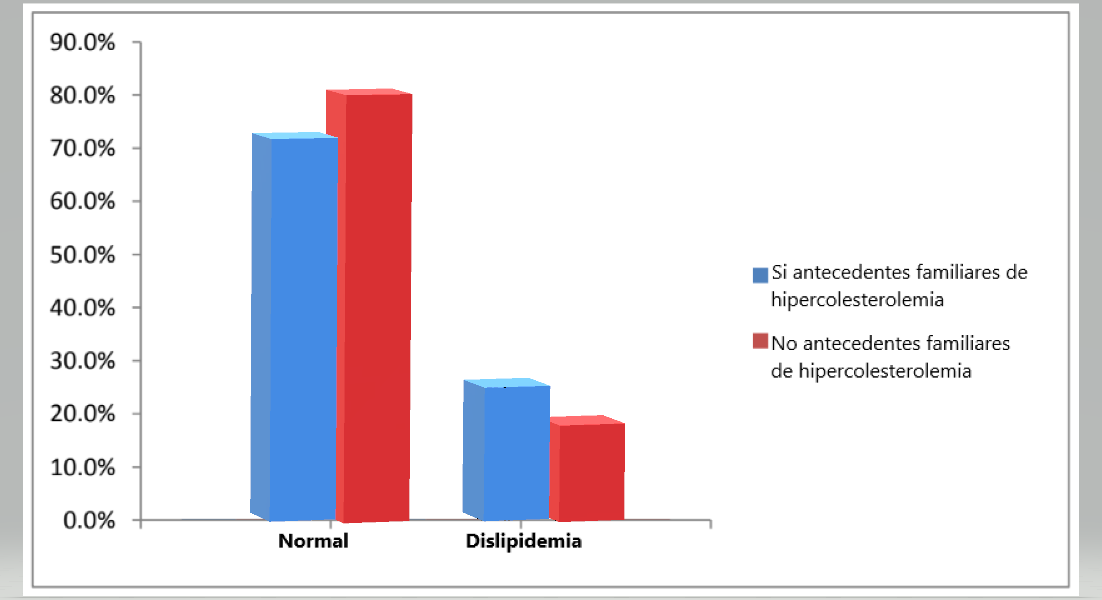 90.0%
80.0%
70.0%
60.0%
50.0%
40.0%
30.0%
20.0%
10.0%
0.0%
Normal
Dislipidemia
Si antecedentes familiares de
hipercolesterolemia
No antecedentes familiares
de hipercolesterolemia